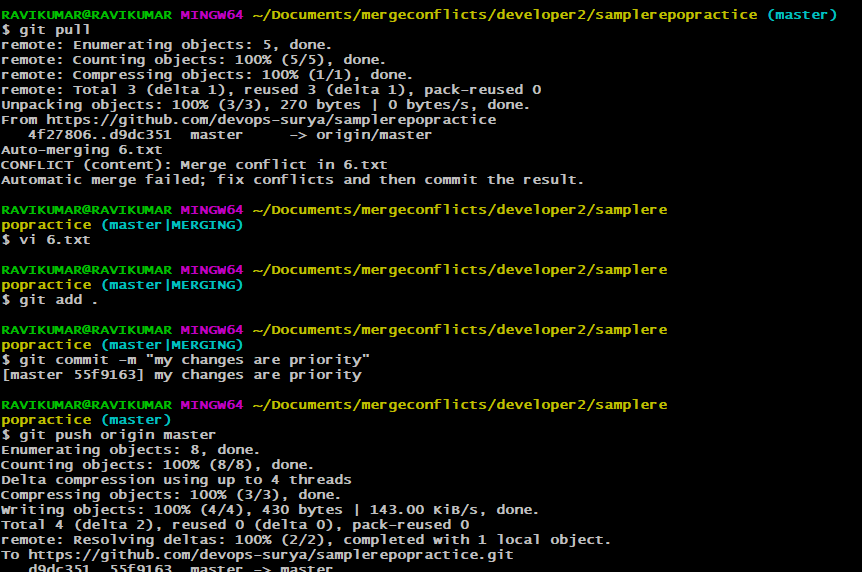 RAVIKUMAR@RAVIKUMAR MINGW64 ~/Documents/mergeconflicts/developer2/samplerepopractice (master)
$ git pull
remote: Enumerating objects: 5, done.
remote: Counting objects: 100% (5/5), done.
remote: Compressing objects: 100% (1/1), done.
remote: Total 3 (delta 1), reused 3 (delta 1), pack-reused 0
Unpacking objects: 100% (3/3), 270 bytes | 0 bytes/s, done.
From https://github.com/devops-surya/samplerepopractice
   4f27806..d9dc351  master     -> origin/master
Auto-merging 6.txt
CONFLICT (content): Merge conflict in 6.txt
Automatic merge failed; fix conflicts and then commit the result.
RAVIKUMAR@RAVIKUMAR MINGW64 ~/Documents/mergeconflicts/developer2/samplere
popractice (master|MERGING)
$ vi 6.txt
RAVIKUMAR@RAVIKUMAR MINGW64 ~/Documents/mergeconflicts/developer2/samplere
popractice (master|MERGING)
$ git add .
RAVIKUMAR@RAVIKUMAR MINGW64 ~/Documents/mergeconflicts/developer2/samplere
popractice (master|MERGING)
$ git commit -m "my changes are priority"
[master 55f9163] my changes are priority
RAVIKUMAR@RAVIKUMAR MINGW64 ~/Documents/mergeconflicts/developer2/samplere
popractice (master)
$ git push origin master
Enumerating objects: 8, done.
Counting objects: 100% (8/8), done.
Delta compression using up to 4 threads
Compressing objects: 100% (3/3), done.
Writing objects: 100% (4/4), 430 bytes | 143.00 KiB/s, done.
Total 4 (delta 2), reused 0 (delta 0), pack-reused 0
remote: Resolving deltas: 100% (2/2), completed with 1 local object.
To https://github.com/devops-surya/samplerepopractice.git
   d9dc351..55f9163  master -> master